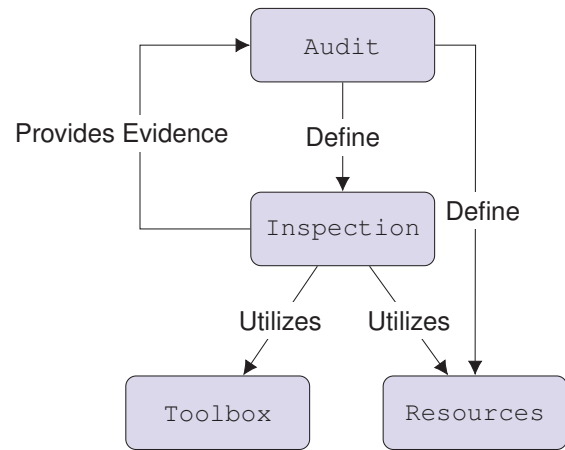 Audit
Provides Evidence
Define
Inspection
Define
Utilizes
Utilizes
Toolbox
Resources